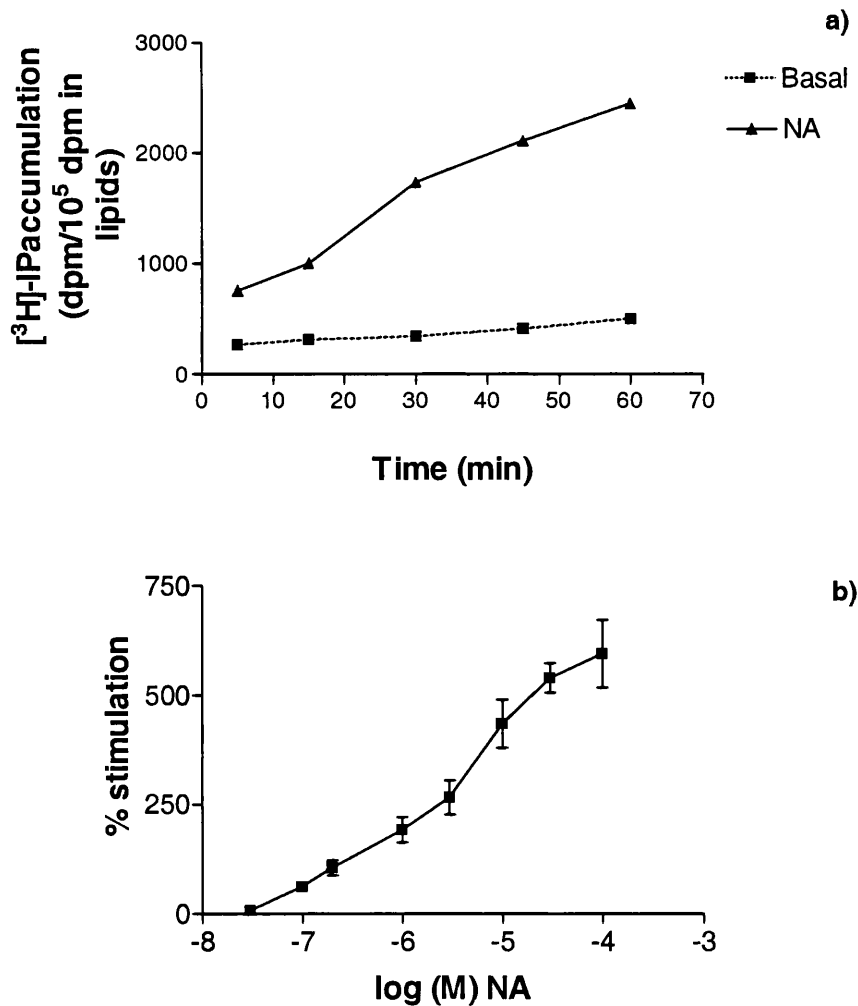 a)
3000
2000
1000
0
[³H]-IPaccumulation
(dpm/10⁵ dpm in
lipids)
Basal
NA
0 10 20 30 40 50 60 70
Time (min)
b)
750
500
250
0
% stimulation
-8 -7 -6 -5 -4 -3
log (M) NA